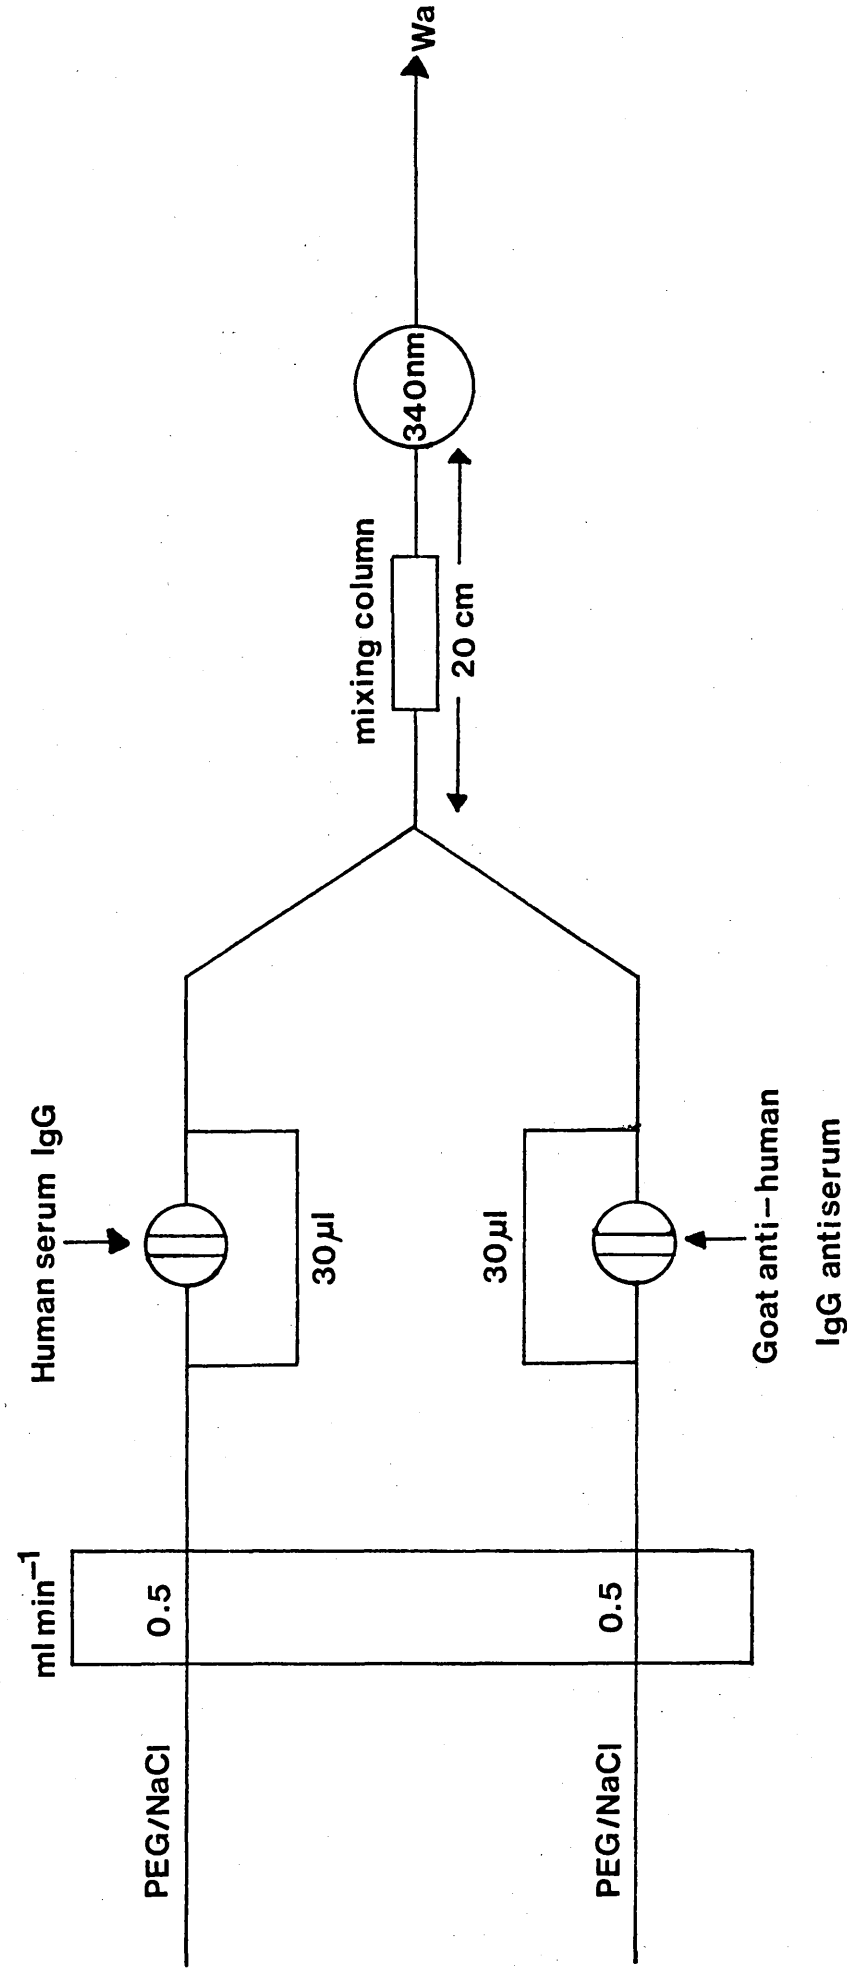 ml min⁻¹
PEG/NaCl
0.5
Human serum IgG
30µl
mixing column
20 cm
340nm
Wa
PEG/NaCl
0.5
30µl
Goat anti-human
IgG antiserum